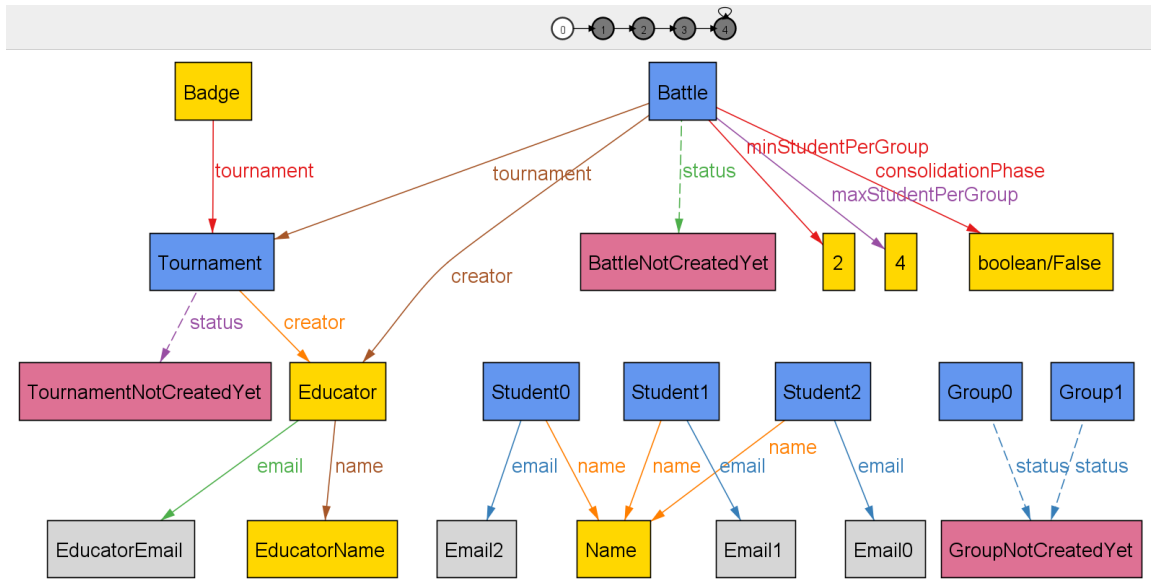 0 1 2 3 4
Badge
Battle
tournament
tournament
status
minStudentPerGroup
consolidationPhase
maxStudentPerGroup
Tournament
creator
BattleNotCreatedYet
2
4
boolean/False
status
creator
TournamentNotCreatedYet
Educator
Student0
Student1
Student2
Group0
Group1
email
name
email
name
name
email
name
email
status
status
EducatorEmail
EducatorName
Email2
Name
Email1
Email0
GroupNotCreatedYet